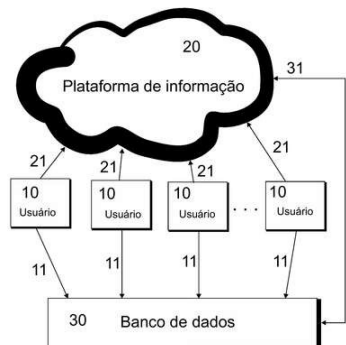 20
Plataforma de informação
31
21
21
21
21
10
Usuário
10
Usuário
10
Usuário
. . .
10
Usuário
11
11
11
11
30
Banco de dados